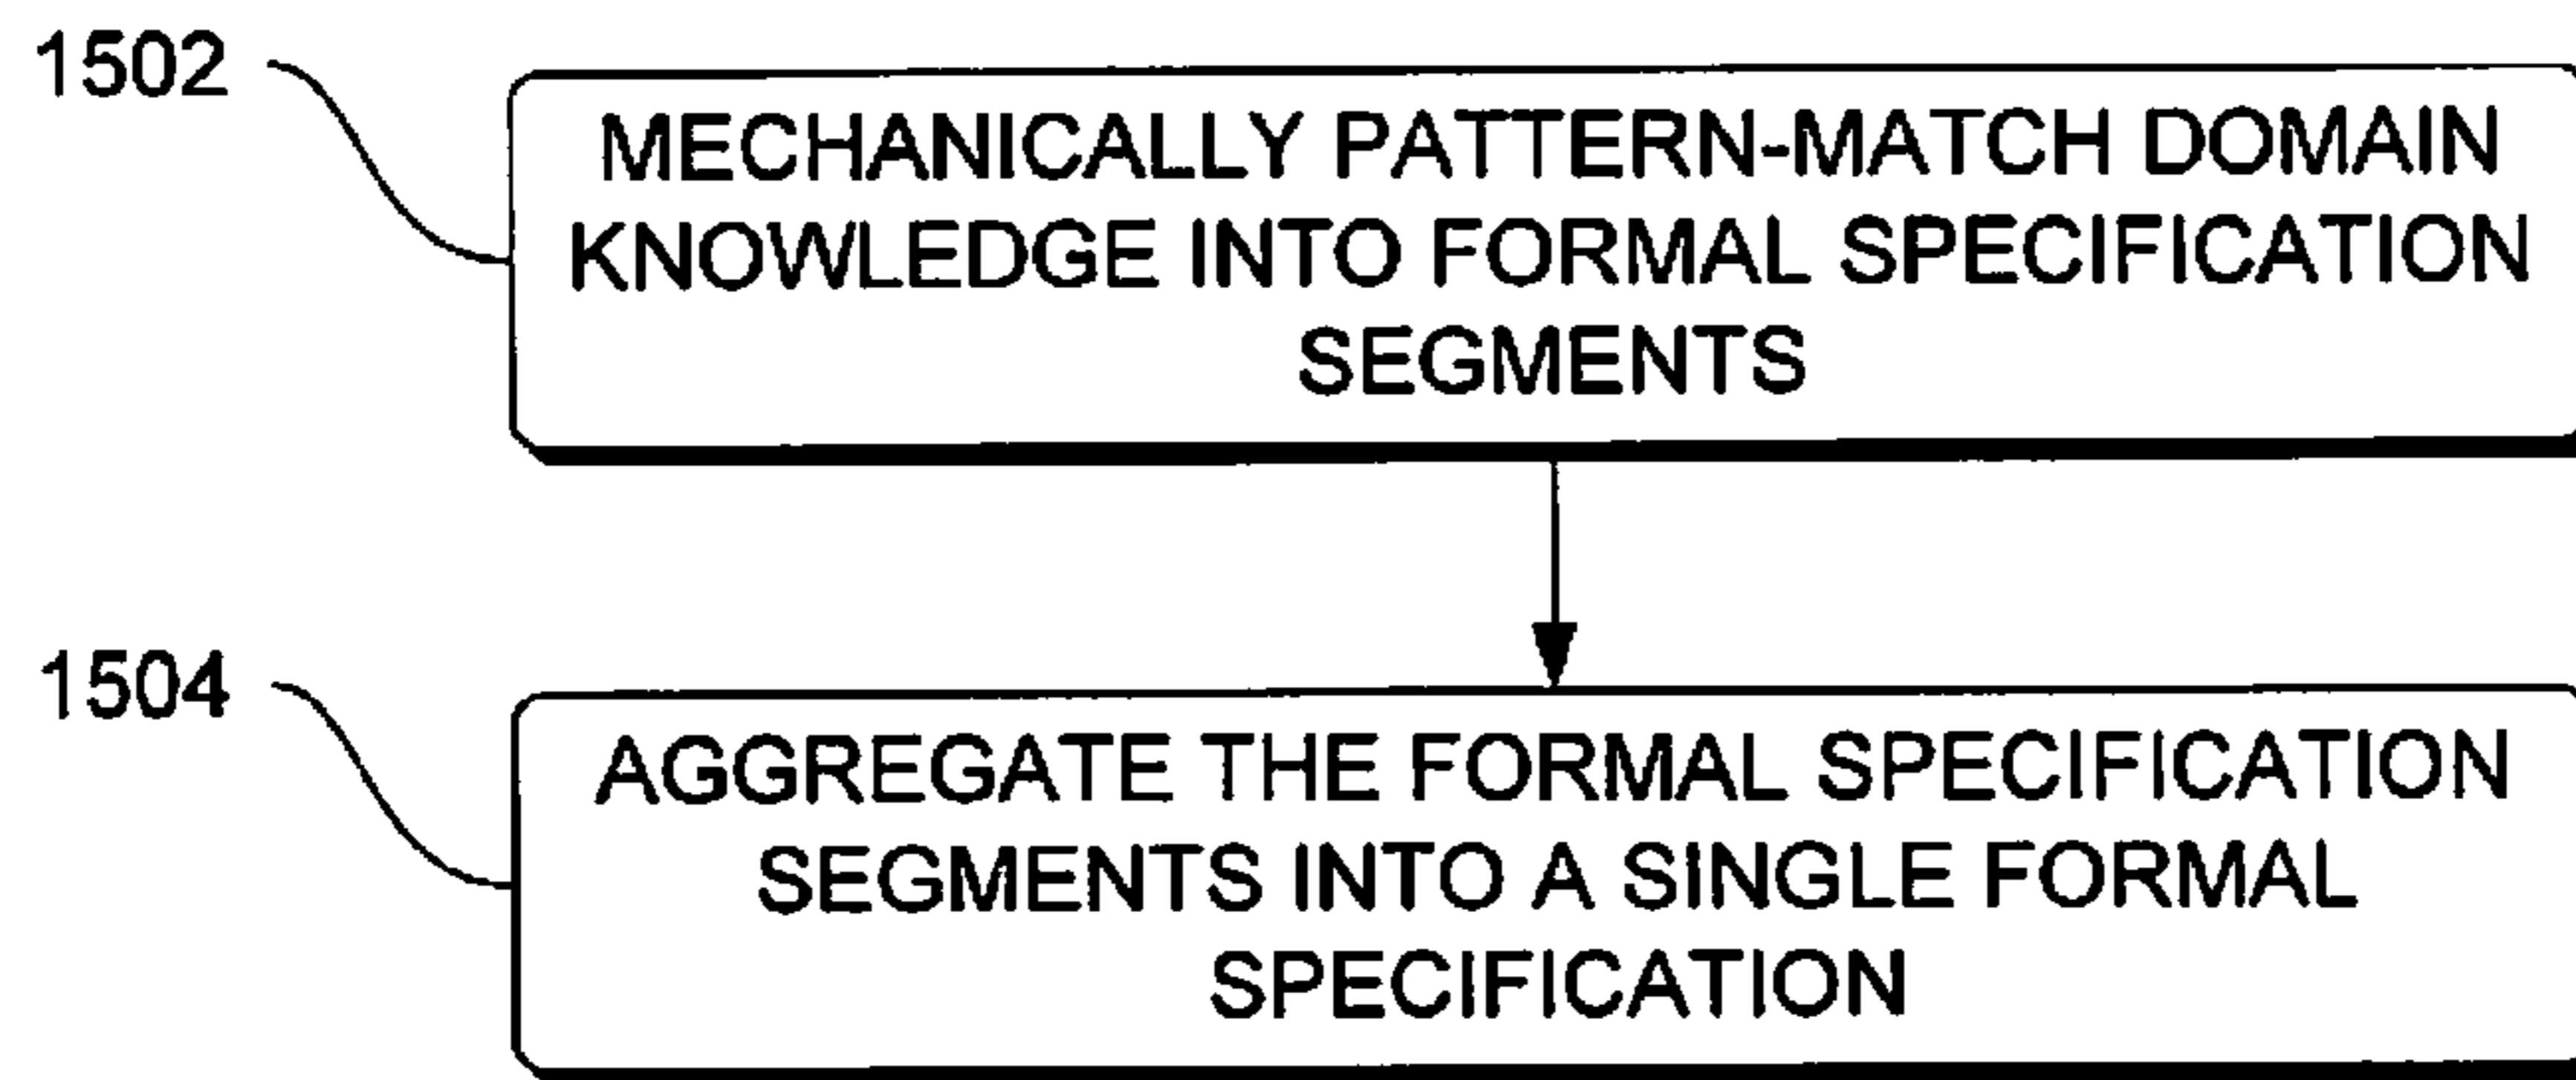 1502
MECHANICALLY PATTERN-MATCH DOMAIN
KNOWLEDGE INTO FORMAL SPECIFICATION
SEGMENTS
1504
AGGREGATE THE FORMAL SPECIFICATION
SEGMENTS INTO A SINGLE FORMAL
SPECIFICATION